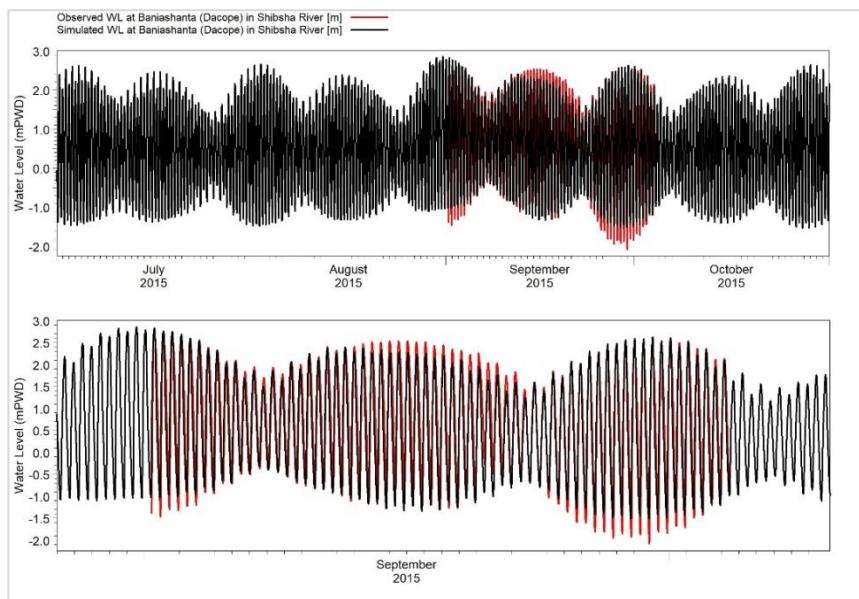 Observed WL at Baniashanta (Dacope) in Shibsha River [m]
Simulated WL at Baniashanta (Dacope) in Shibsha River [m]
3.0
2.0
1.0
0.0
-1.0
-2.0
Water Level (mPWD)
July
2015
August
2015
September
2015
October
2015
3.0
2.5
2.0
1.5
1.0
0.5
0.0
-0.5
-1.0
-1.5
-2.0
Water Level (mPWD)
September
2015